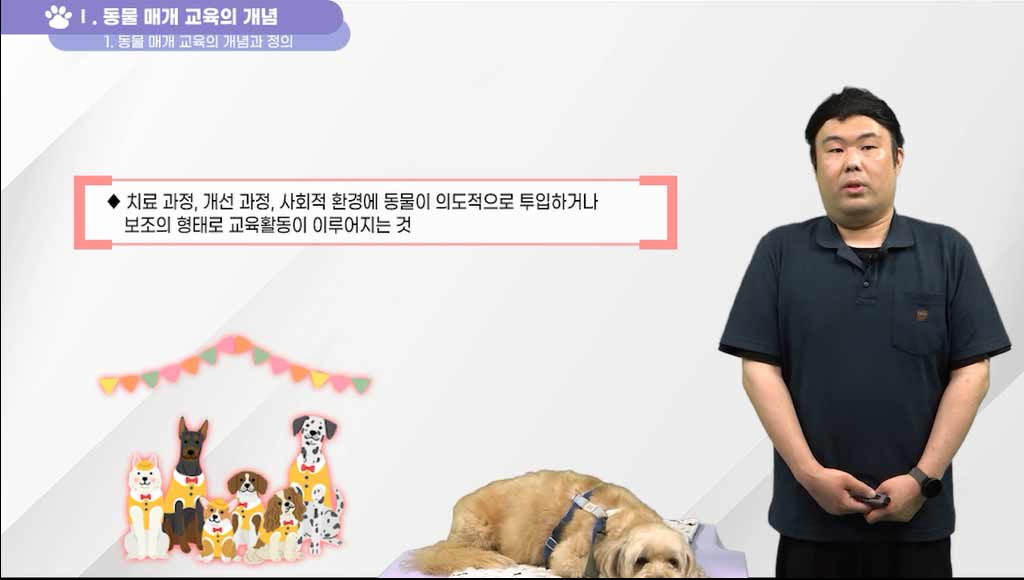 Ⅰ. 동물 매개 교육의 개념
1. 동물 매개 교육의 개념과 정의
◆ 치료 과정, 개선 과정, 사회적 환경에 동물이 의도적으로 투입하거나
보조의 형태로 교육활동이 이루어지는 것